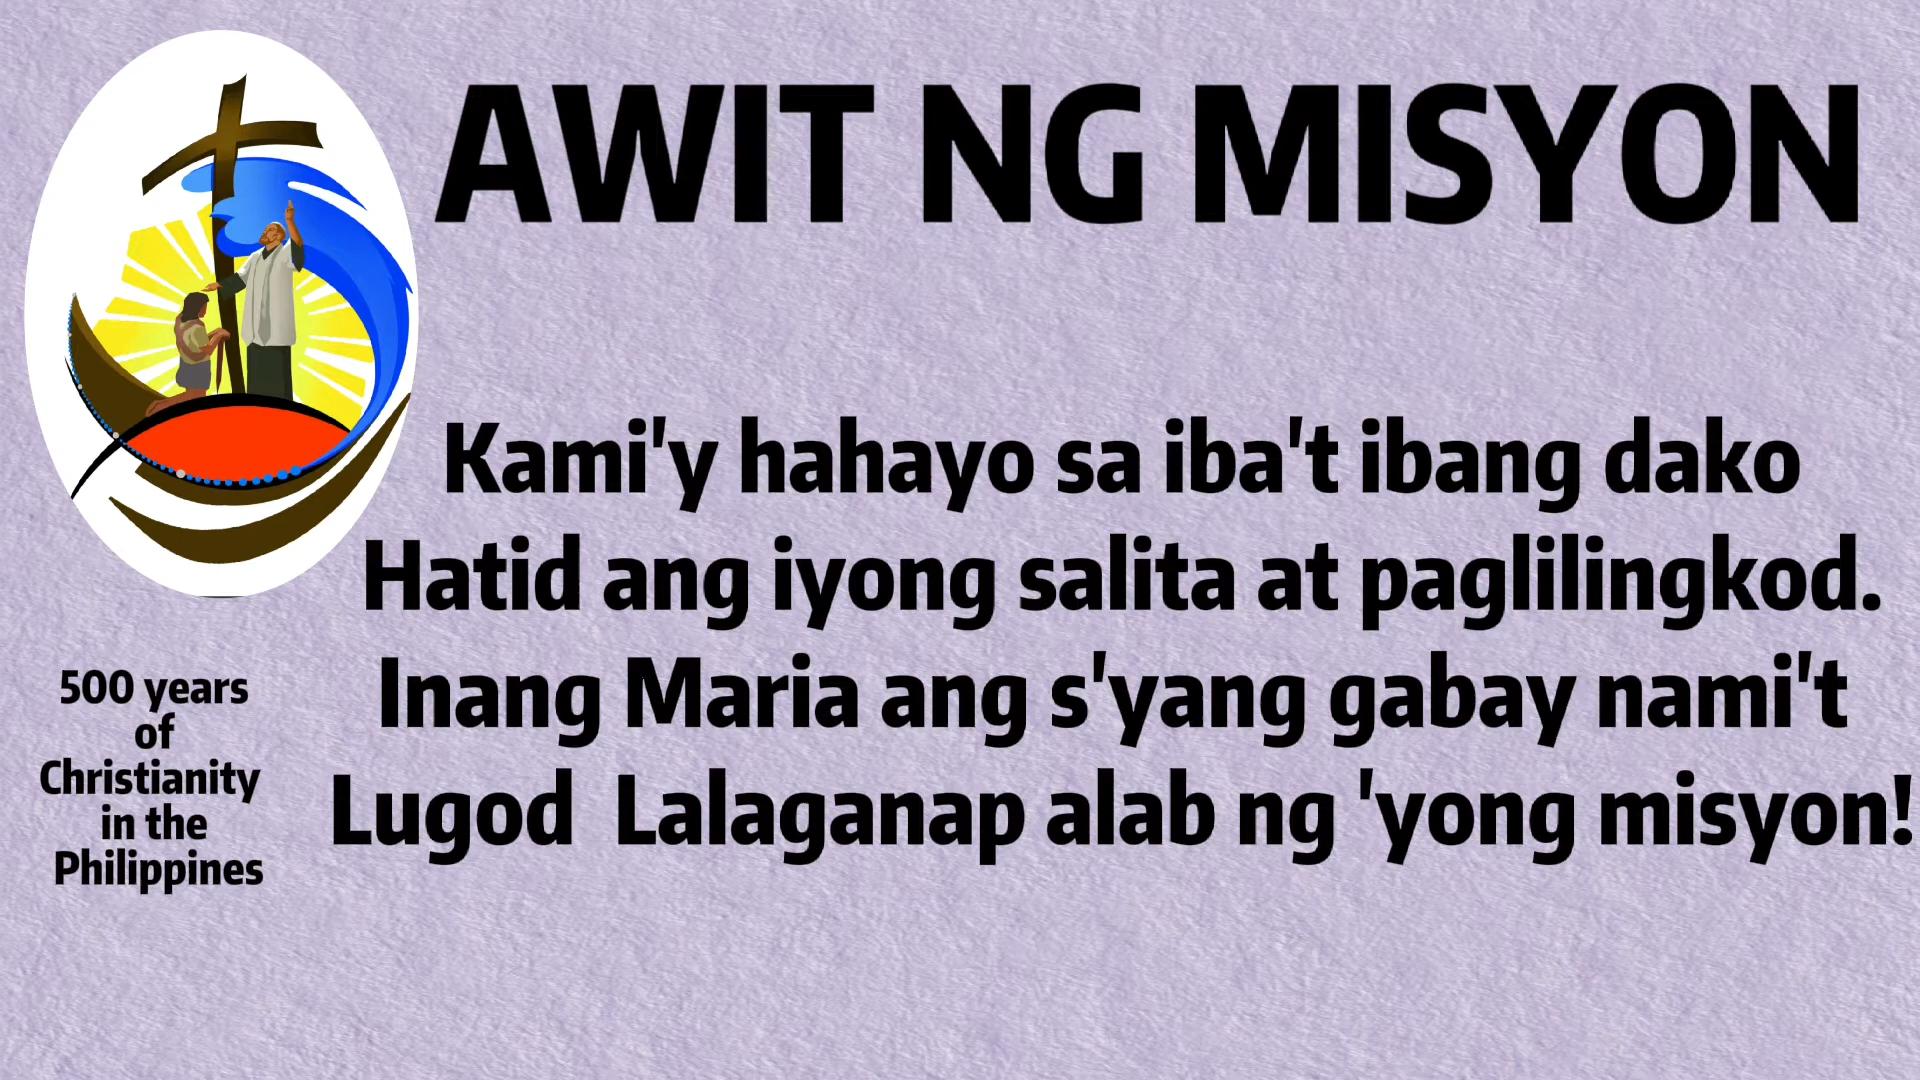 AWIT NG MISYON
Kami'y hahayo sa iba't ibang dako
Hatid ang iyong salita at paglilingkod.
Inang Maria ang s'yang gabay nami't
Lugod Lalaganap alab ng 'yong misyon!
500 years
of
Christianity
in the
Philippines